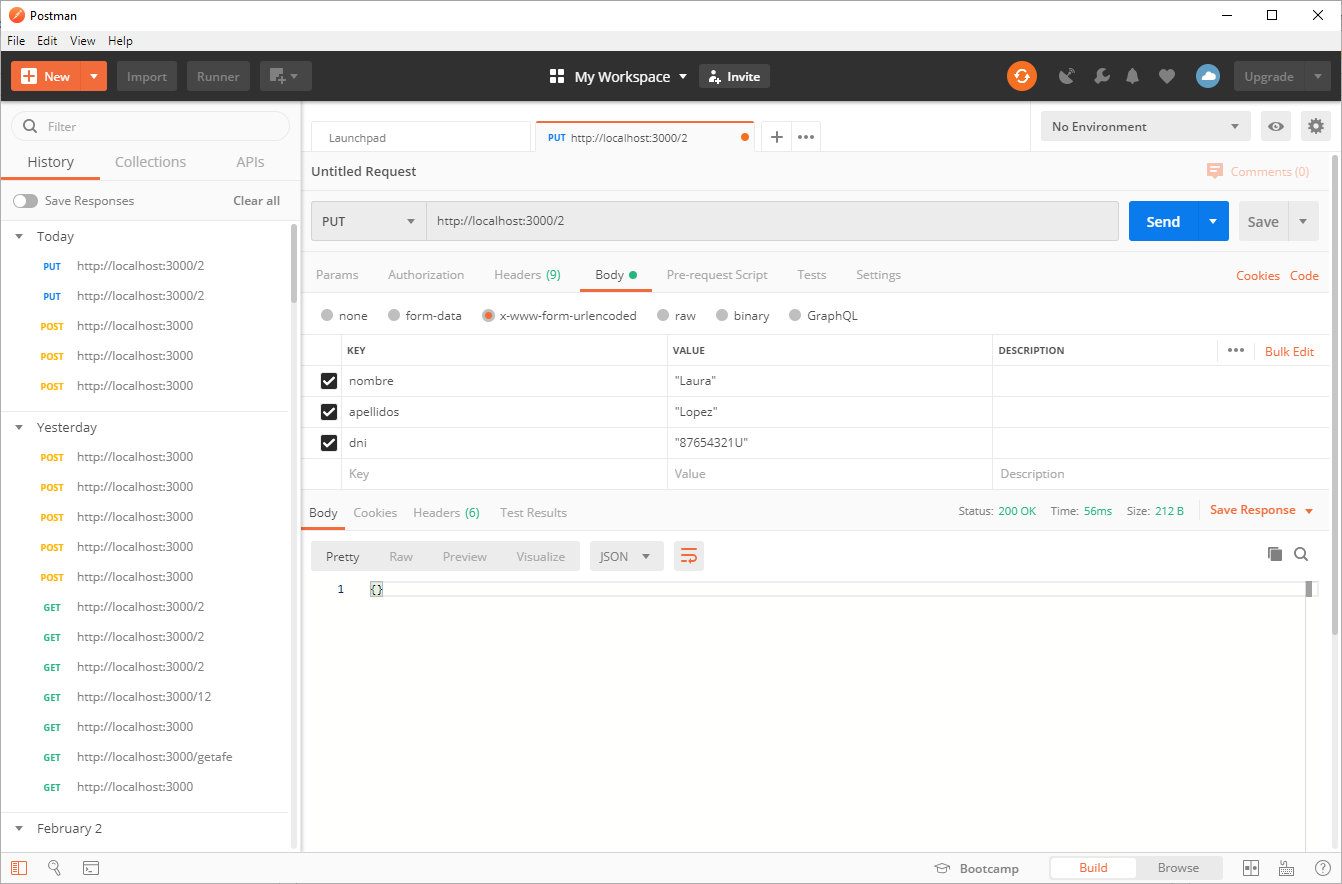 Postman
File Edit View Help
New Import Runner My Workspace Invite Upgrade
Filter
History Collections APIs
Save Responses Clear all
Today
PUT http://localhost:3000/2
PUT http://localhost:3000/2
POST http://localhost:3000
POST http://localhost:3000
POST http://localhost:3000
Yesterday
POST http://localhost:3000
POST http://localhost:3000
POST http://localhost:3000
POST http://localhost:3000
POST http://localhost:3000
GET http://localhost:3000/2
GET http://localhost:3000/2
GET http://localhost:3000/2
GET http://localhost:3000/12
GET http://localhost:3000
GET http://localhost:3000/getafe
GET http://localhost:3000
February 2
Launchpad PUT http://localhost:3000/2 No Environment
Untitled Request Comments (0)
PUT http://localhost:3000/2 Send Save
Params Authorization Headers (9) Body Pre-request Script Tests Settings Cookies Code
none form-data x-www-form-urlencoded raw binary GraphQL
KEY VALUE DESCRIPTION Bulk Edit
nombre "Laura"
apellidos "Lopez"
dni "87654321U"
Key Value Description
Body Cookies Headers (6) Test Results Status: 200 OK Time: 56ms Size: 212 B Save Response
Pretty Raw Preview Visualize JSON
1 {}
Bootcamp Build Browse